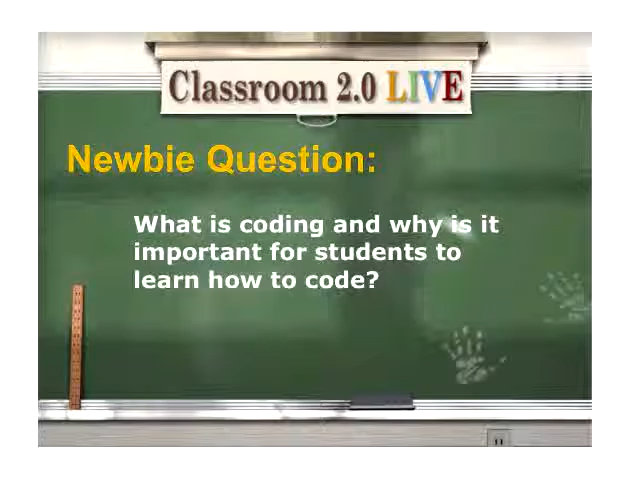 Classroom 2.0 LIVE
Newbie Question:
What is coding and why is it
important for students to
learn how to code?